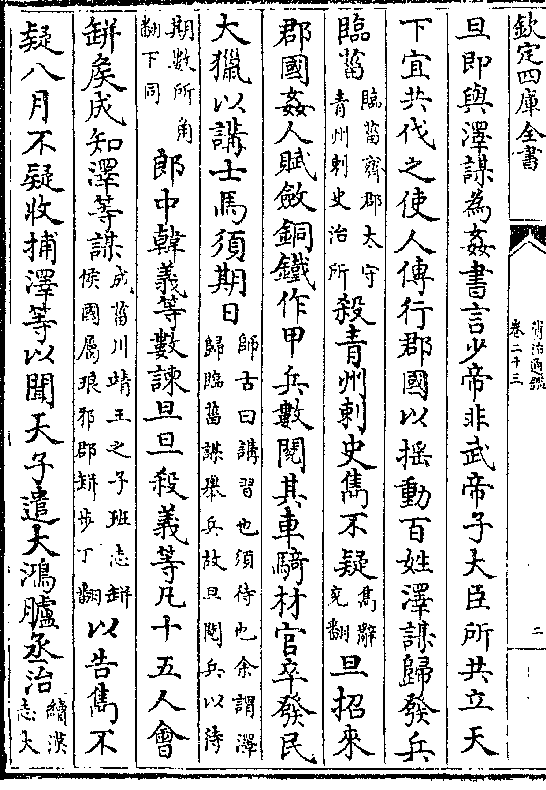 欽定四庫全書
資治通鑑
卷二十三
二
旦即與澤謀為姦書言少帝非武帝子大臣所共立天
下宜共伐之使人傳行郡國以揺動百姓澤謀歸發兵
臨菑臨菑齊郡太守青州刺史治所殺青州刺史雋不疑雋辭兖翻旦招來
郡國姦人賦斂銅鐵作甲兵數閱其車騎材官卒發民
大獵以講士馬須期日師古曰講習也須待也余謂澤歸臨菑謀舉兵故旦閱兵以待
期數所角翻下同郎中韓義等數諫旦旦殺義等凡十五人會
缾矦成知澤等謀成菑川靖王之子班志缾侯國屬琅邪郡缾步丁翻以告雋不
疑八月不疑收捕澤等以聞天子遣大鴻臚丞治續漢志大